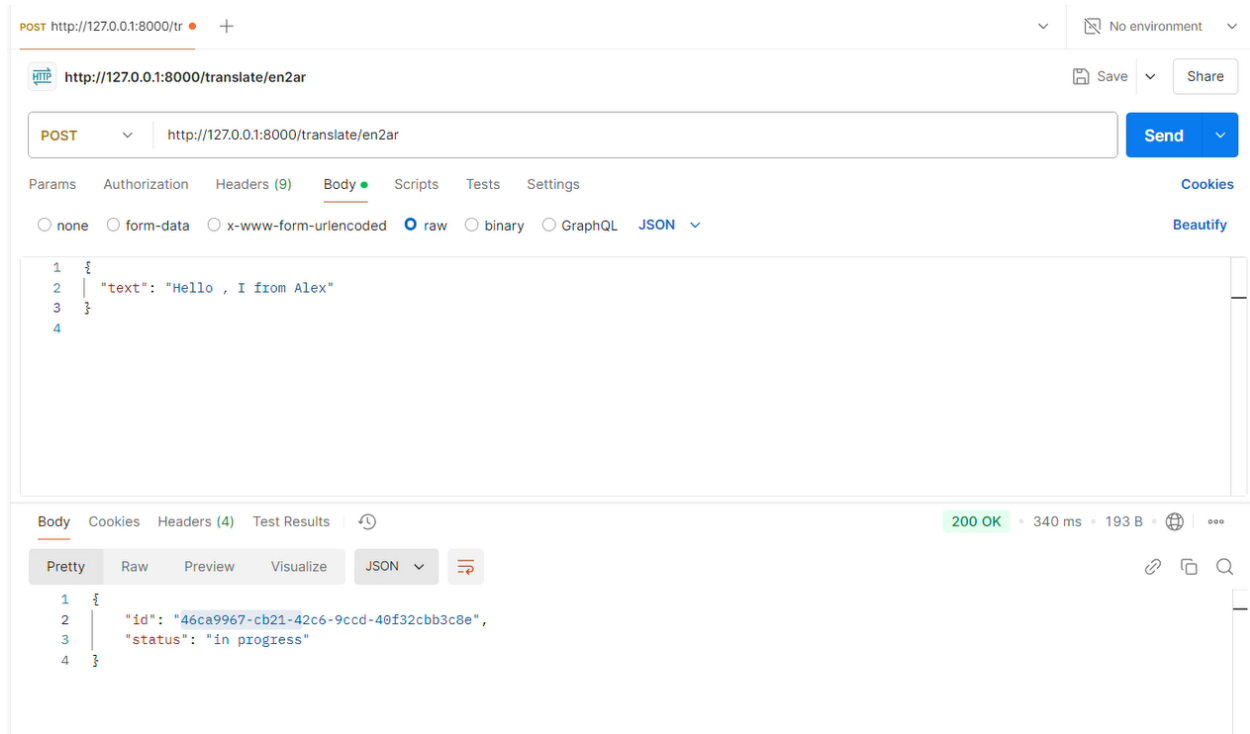 POST http://127.0.0.1:8000/tr
No environment
HTTP http://127.0.0.1:8000/translate/en2ar
Save
Share
POST http://127.0.0.1:8000/translate/en2ar
Send
Params Authorization Headers (9) Body Scripts Tests Settings Cookies
none form-data x-www-form-urlencoded raw binary GraphQL JSON Beautify
1 {
2 "text": "Hello , I from Alex"
3 }
4
Body Cookies Headers (4) Test Results 200 OK 340 ms 193 B
Pretty Raw Preview Visualize JSON
1 {
2 "id": "46ca9967-cb21-42c6-9ccd-40f32cbb3c8e",
3 "status": "in progress"
4 }